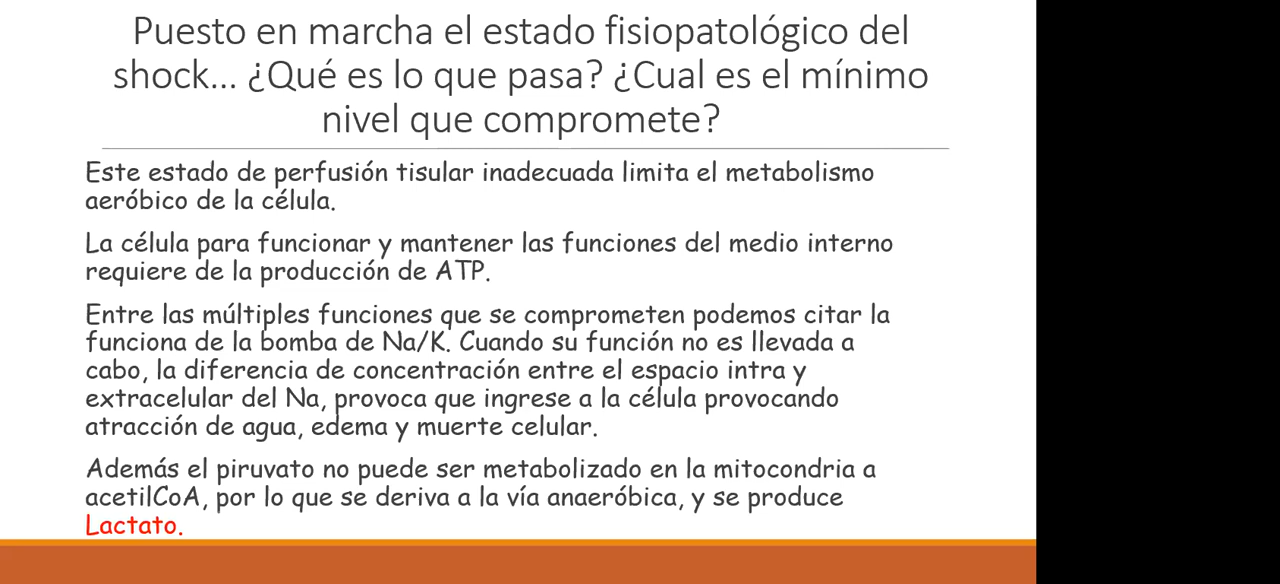 Puesto en marcha el estado fisiopatológico del
shock... ¿Qué es lo que pasa? ¿Cual es el mínimo
nivel que compromete?
Este estado de perfusión tisular inadecuada limita el metabolismo
aeróbico de la célula.
La célula para funcionar y mantener las funciones del medio interno
requiere de la producción de ATP.
Entre las múltiples funciones que se comprometen podemos citar la
funciona de la bomba de Na/K. Cuando su función no es llevada a
cabo, la diferencia de concentración entre el espacio intra y
extracelular del Na, provoca que ingrese a la célula provocando
atracción de agua, edema y muerte celular.
Además el piruvato no puede ser metabolizado en la mitocondria a
acetilCoA, por lo que se deriva a la vía anaeróbica, y se produce
Lactato.